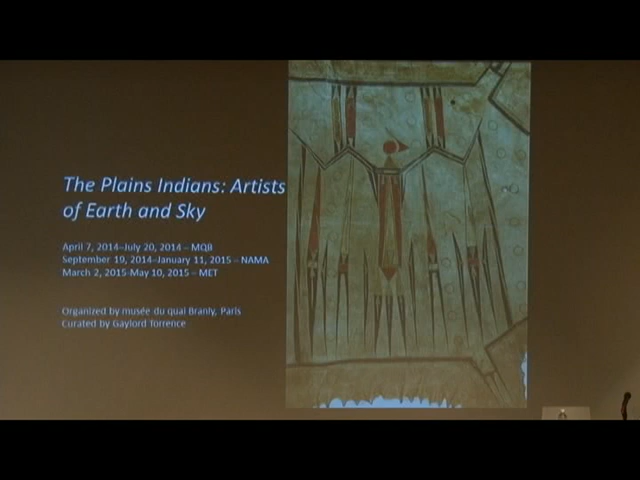 The Plains Indians: Artists
of Earth and Sky
April 7, 2014–July 20, 2014 – MQB
September 19, 2014–January 11, 2015 – NAMA
March 2, 2015-May 10, 2015 – MET
Organized by musée du quai Branly, Paris
Curated by Gaylord Torrence